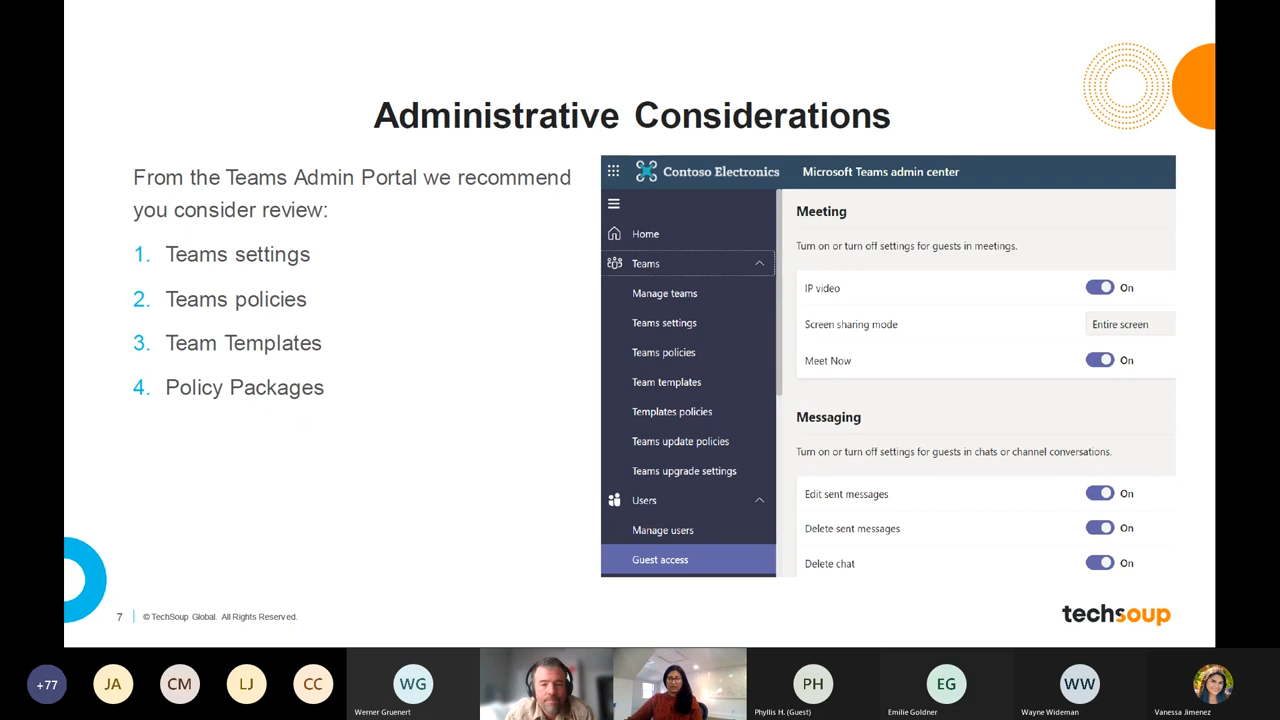 Administrative Considerations
From the Teams Admin Portal we recommend
you consider review:
1. Teams settings
2. Teams policies
3. Team Templates
4. Policy Packages
Contoso Electronics
Microsoft Teams admin center
Home
Teams
Manage teams
Teams settings
Teams policies
Team templates
Templates policies
Teams update policies
Teams upgrade settings
Users
Manage users
Guest access
Meeting
Turn on or turn off settings for guests in meetings.
IP video On
Screen sharing mode Entire screen
Meet Now On
Messaging
Turn on or turn off settings for guests in chats or channel conversations.
Edit sent messages On
Delete sent messages On
Delete chat On
7 © TechSoup Global. All Rights Reserved.
techsoup
+77
JA
CM
LJ
CC
WG
Werner Gruenert
PH
Phyllis H. (Guest)
EG
Emilie Goldner
WW
Wayne Wideman
Vanessa Jimenez